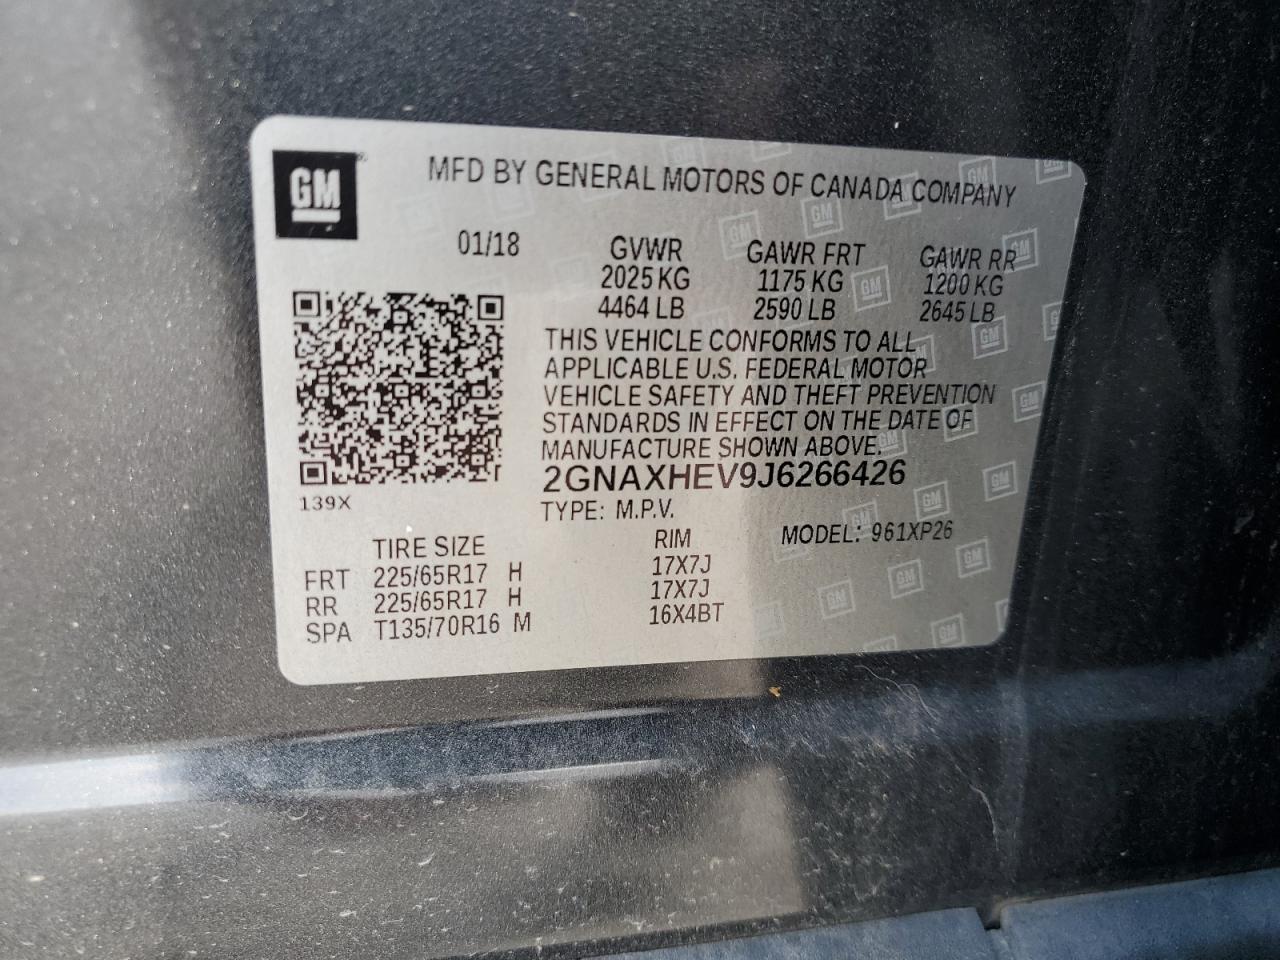 GM
MFD BY GENERAL MOTORS OF CANADA COMPANY
01/18 GVWR GAWR FRT GAWR RR
2025 KG 1175 KG 1200 KG
4464 LB 2590 LB 2645 LB
THIS VEHICLE CONFORMS TO ALL
APPLICABLE U.S. FEDERAL MOTOR
VEHICLE SAFETY AND THEFT PREVENTION
STANDARDS IN EFFECT ON THE DATE OF
MANUFACTURE SHOWN ABOVE.
2GNAXHEV9J6266426
139X
TYPE: M.P.V. MODEL: 961XP26
TIRE SIZE RIM
FRT 225/65R17 H 17X7J
RR 225/65R17 H 17X7J
SPA T135/70R16 M 16X4BT